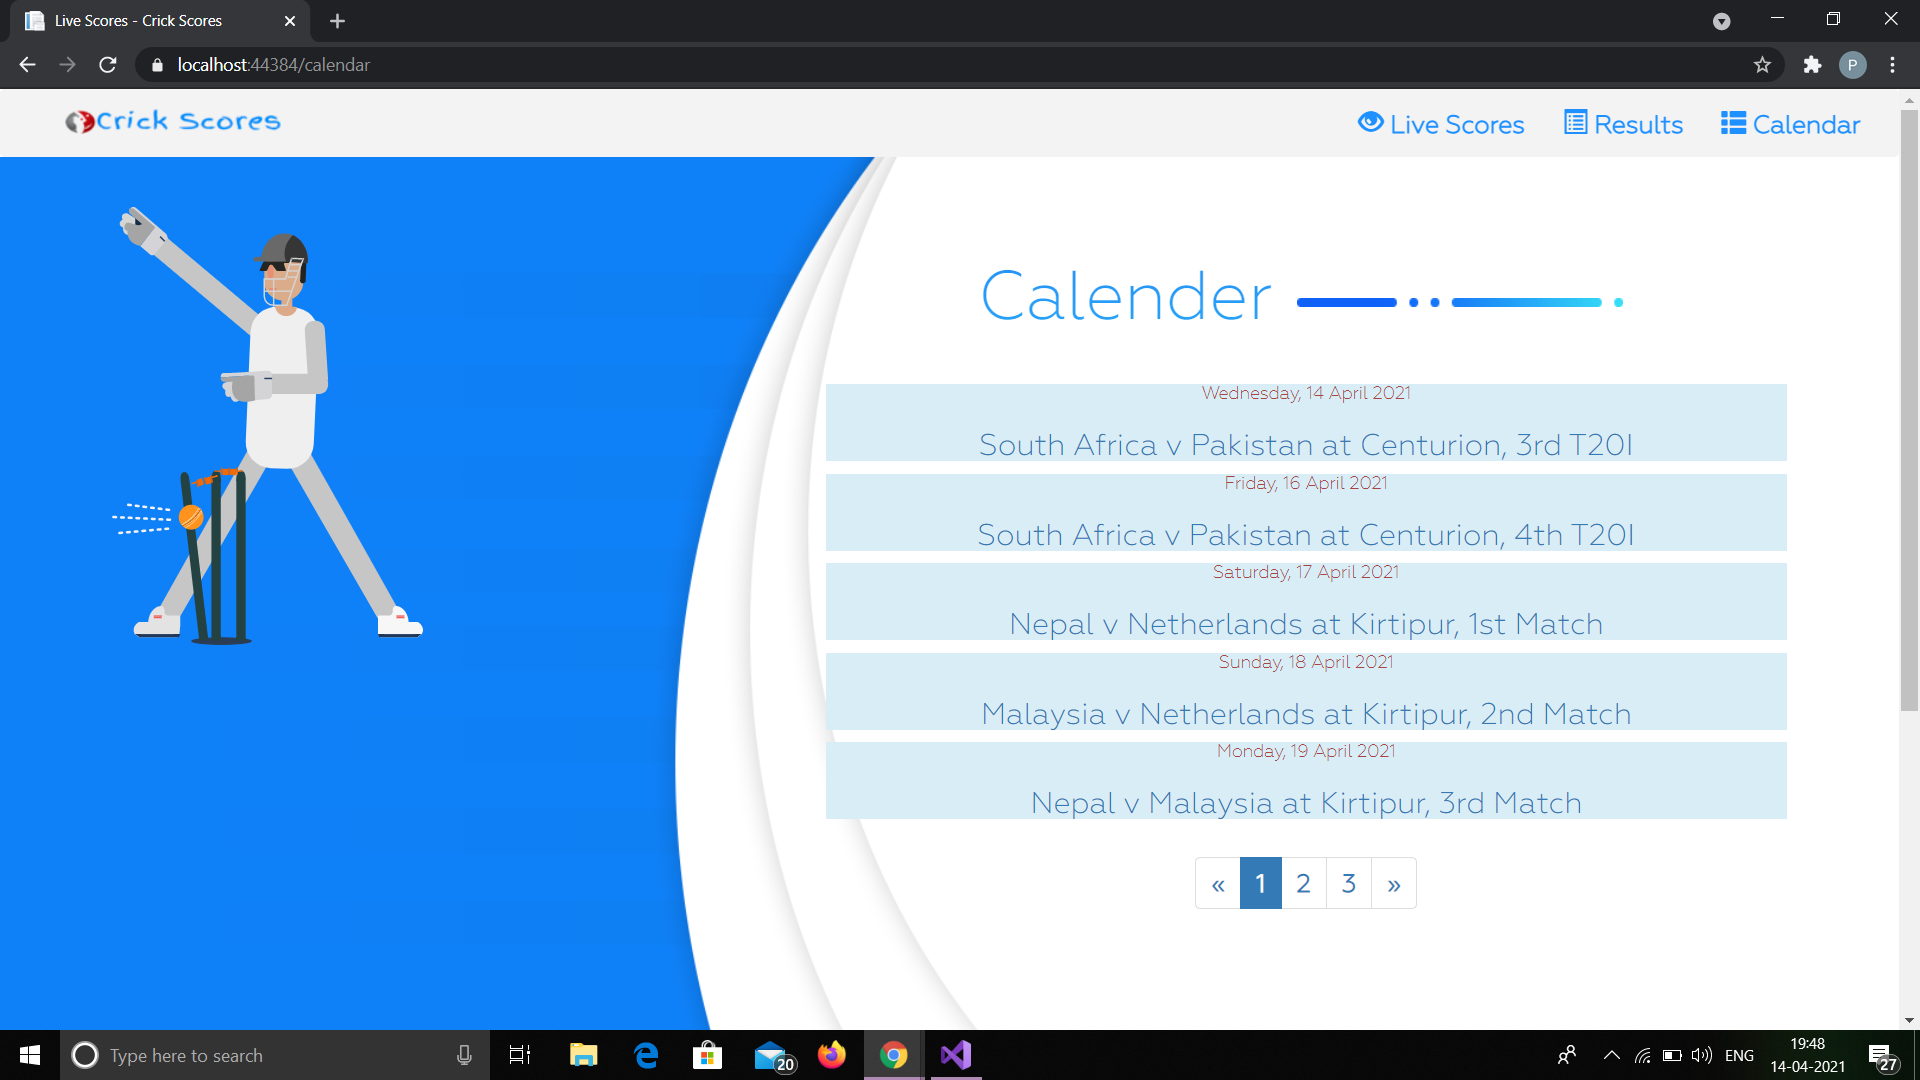 Live Scores - Crick Scores
localhost:44384/calendar
P
Crick Scores
Live Scores
Results
Calendar
Calender
Wednesday, 14 April 2021
South Africa v Pakistan at Centurion, 3rd T20I
Friday, 16 April 2021
South Africa v Pakistan at Centurion, 4th T20I
Saturday, 17 April 2021
Nepal v Netherlands at Kirtipur, 1st Match
Sunday, 18 April 2021
Malaysia v Netherlands at Kirtipur, 2nd Match
Monday, 19 April 2021
Nepal v Malaysia at Kirtipur, 3rd Match
« 1 2 3 »
Type here to search
20
ENG
19:48
14-04-2021
27